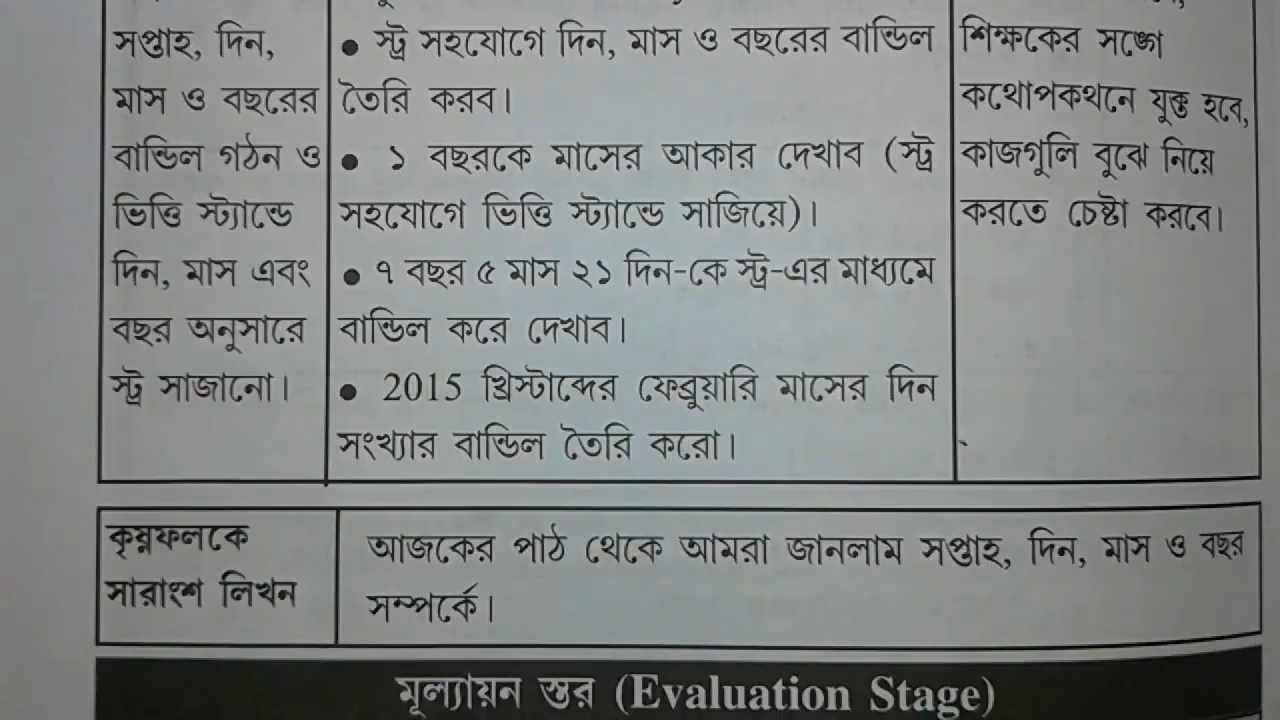 সপ্তাহ, দিন,
মাস ও বছরের
বান্ডিল গঠন ও
ভিত্তি স্ট্যান্ডে
দিন, মাস এবং
বছর অনুসারে
স্ট্র সাজানো।
● স্ট্র সহযোগে দিন, মাস ও বছরের বান্ডিল
তৈরি করব।
● ১ বছরকে মাসের আকার দেখাব (স্ট্র
সহযোগে ভিত্তি স্ট্যান্ডে সাজিয়ে)।
● ৭ বছর ৫ মাস ২১ দিন-কে স্ট্র-এর মাধ্যমে
বান্ডিল করে দেখাব।
● 2015 খ্রিস্টাব্দের ফেব্রুয়ারি মাসের দিন
সংখ্যার বান্ডিল তৈরি করো।
শিক্ষকের সঙ্গে
কথোপকথনে যুক্ত হবে,
কাজগুলি বুঝে নিয়ে
করতে চেষ্টা করবে।
কৃষ্ণফলকে
সারাংশ লিখন
আজকের পাঠ থেকে আমরা জানলাম সপ্তাহ, দিন, মাস ও বছর
সম্পর্কে।
মূল্যায়ন স্তর (Evaluation Stage)